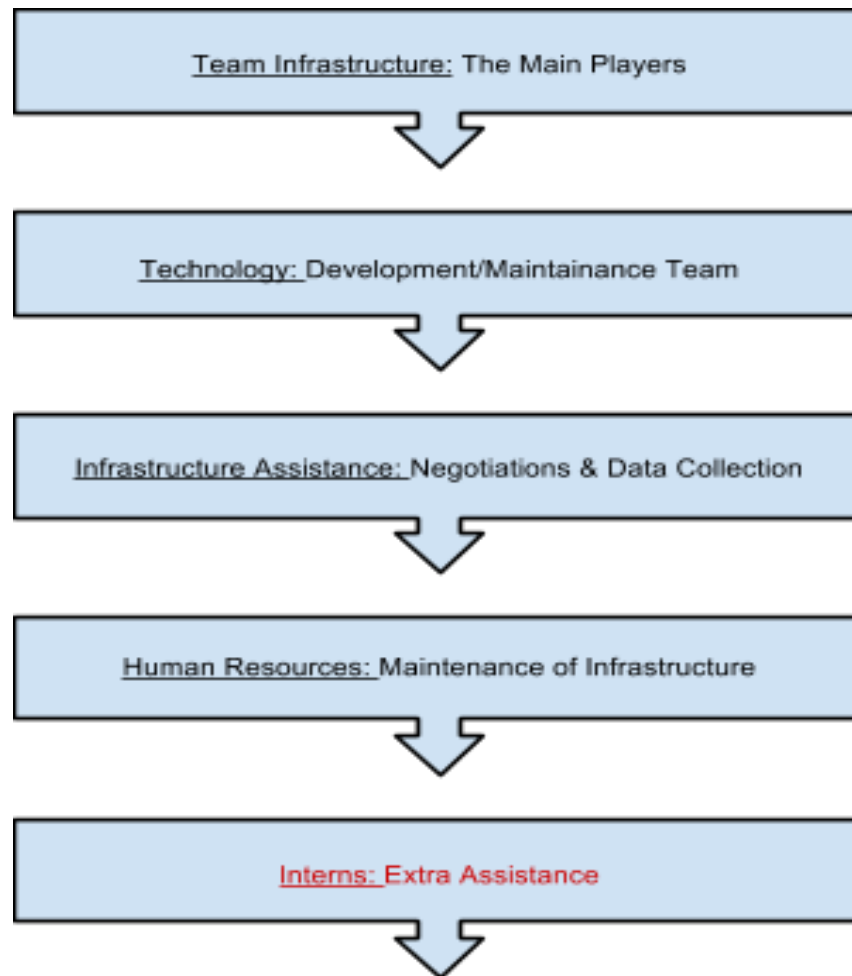 Team Infrastructure: The Main Players
Technology: Development/Maintainance Team
Infrastructure Assistance: Negotiations & Data Collection
Human Resources: Maintenance of Infrastructure
Interns: Extra Assistance